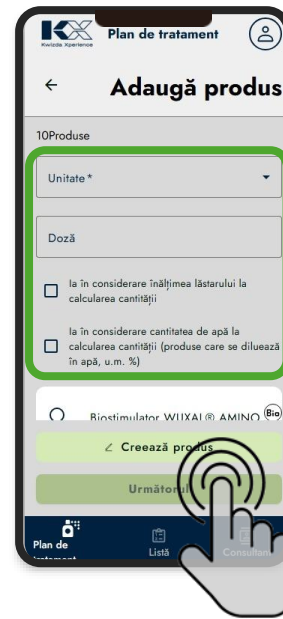 KX
Kwizda Xperience
Plan de tratament
Adaugă produs
10Produse
Unitate *
Doză
Ia în considerare înălțimea lăstarului la
calcularea cantității
Ia în considerare cantitatea de apă la
calcularea cantității (produse care se diluează
în apă, u.m. %)
Biostimulator WUXAL® AMINO
Bio
Creează produs
Următorul
Plan de
tratament
Listă
Consultan